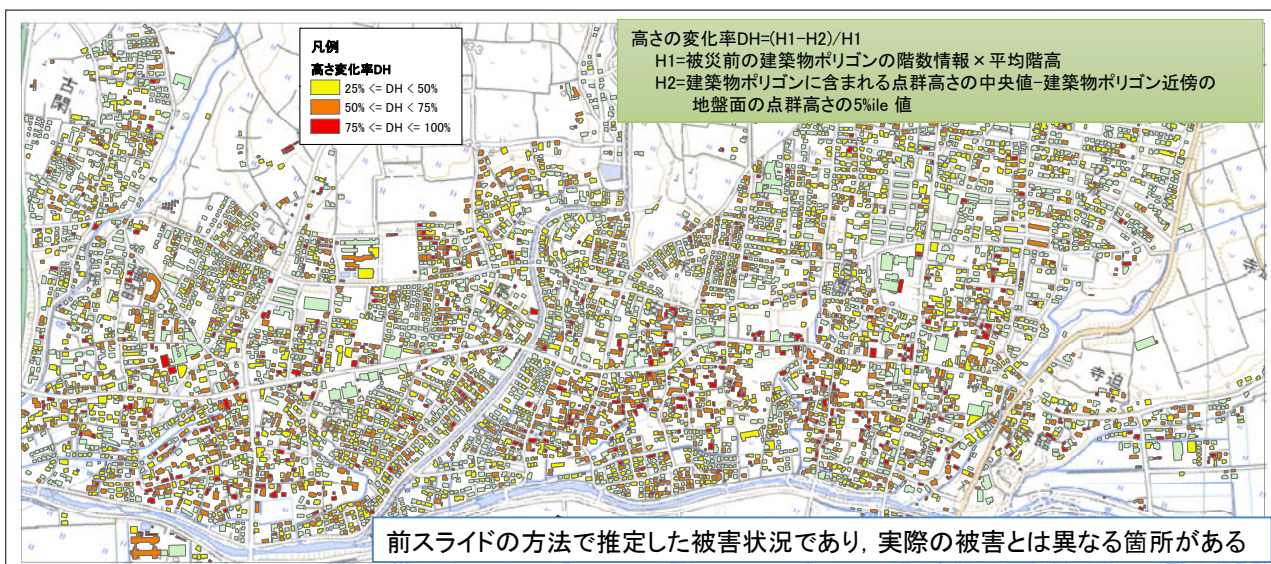 凡例
高さ変化率DH
25% <= DH < 50%
50% <= DH < 75%
75% <= DH <= 100%
高さの変化率DH=(H1-H2)/H1
H1=被災前の建築物ポリゴンの階数情報×平均階高
H2=建築物ポリゴンに含まれる点群高さの中央値-建築物ポリゴン近傍の
地盤面の点群高さの5%ile 値
古閑
寺迫
前スライドの方法で推定した被害状況であり，実際の被害とは異なる箇所がある